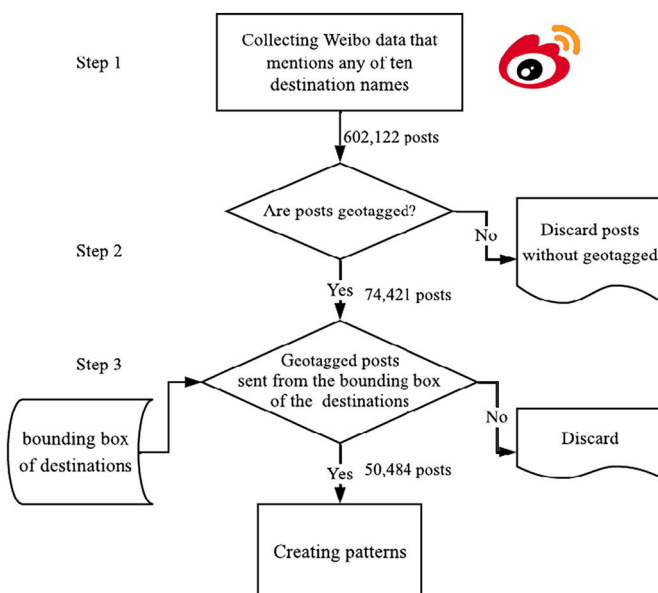 Step 1
Collecting Weibo data that
mentions any of ten
destination names
602,122 posts
Are posts geotagged?
No
Discard posts
without geotagged
Step 2
Yes
74,421 posts
Step 3
Geotagged posts
sent from the bounding box
of the destinations
No
Discard
bounding box
of destinations
Yes
50,484 posts
Creating patterns